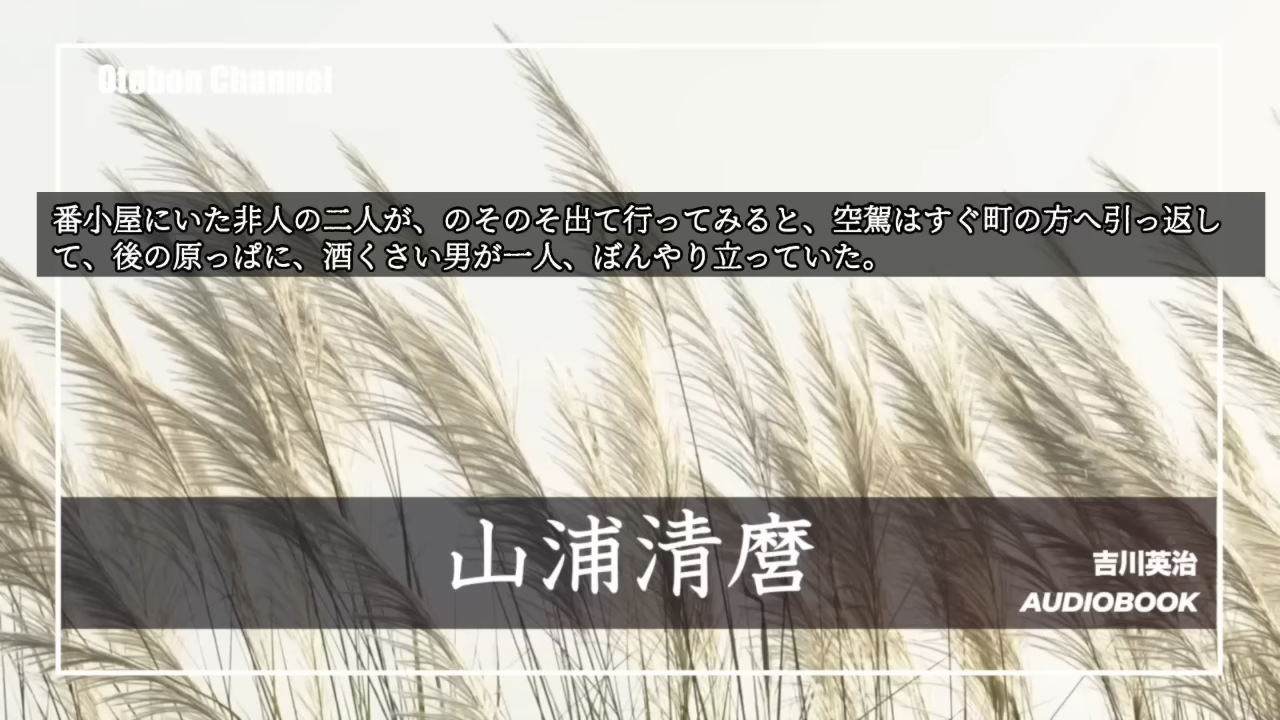 Otobon Channel
番小屋にいた非人の二人が、のそのそ出て行ってみると、空駕はすぐ町の方へ引っ返し
て、後の原っぱに、酒くさい男が一人、ぼんやり立っていた。
山浦清麿
吉川英治
AUDIOBOOK